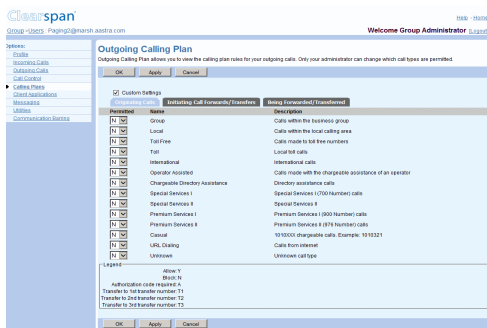 Clearspan®
Help - Home
Group >Users : Paging2@marsh.aastra.com
Welcome Group Administrator [Logout
Options:
Profile
Incoming Calls
Outgoing Calls
Call Control
Calling Plans
Client Applications
Messaging
Utilities
Communication Barring
Outgoing Calling Plan
Outgoing Calling Plan allows you to view the calling plan rules for your outgoing calls. Only your administrator can change which call types are permitted.
OK Apply Cancel
Custom Settings
Originating Calls Initiating Call Forwards/Transfers Being Forwarded/Transferred
Permitted Name Description
N Group Calls within the business group
N Local Calls within the local calling area
N Toll Free Calls made to toll free numbers
N Toll Local toll calls
N International International calls
N Operator Assisted Calls made with the chargeable assistance of an operator
N Chargeable Directory Assistance Directory assistance calls
N Special Services I Special Services I (700 Number) calls
N Special Services II Special Services II
N Premium Services I Premium Services I (900 Number) calls
N Premium Services II Premium Services II (976 Number) calls
N Casual 1010XXX chargeable calls. Example: 1010321
N URL Dialing Calls from internet
N Unknown Unknown call type
Legend
Allow:Y
Block:N
Authorization code required:A
Transfer to 1st transfer number:T1
Transfer to 2nd transfer number:T2
Transfer to 3rd transfer number:T3
OK Apply Cancel